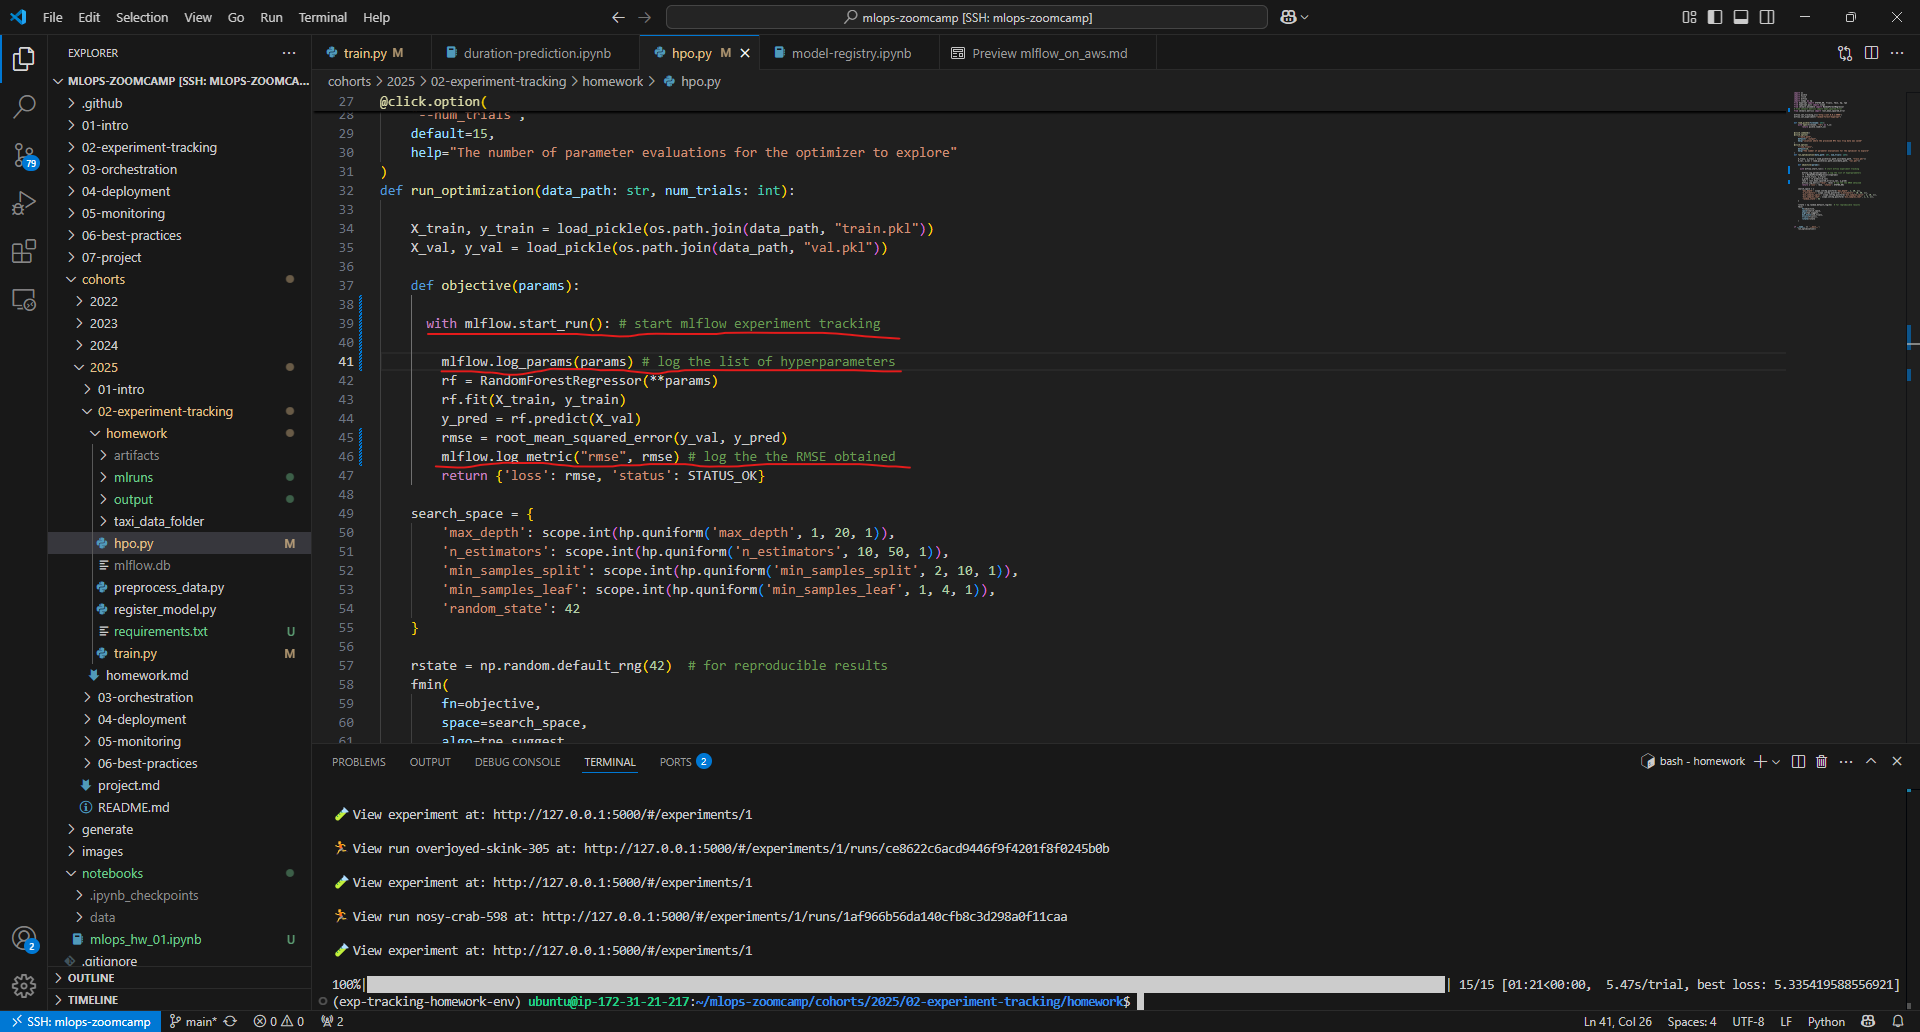 File Edit Selection View Go Run Terminal Help
mlops-zoomcamp [SSH: mlops-zoomcamp]
EXPLORER
MLOPS-ZOOMCAMP [SSH: MLOPS-ZOOMCA...
.github
01-intro
02-experiment-tracking
03-orchestration
04-deployment
05-monitoring
06-best-practices
07-project
cohorts
2022
2023
2024
2025
01-intro
02-experiment-tracking
homework
artifacts
mlruns
output
taxi_data_folder
hpo.py M
mlflow.db
preprocess_data.py
register_model.py
requirements.txt U
train.py M
homework.md
03-orchestration
04-deployment
05-monitoring
06-best-practices
project.md
README.md
generate
images
notebooks
.ipynb_checkpoints
data
mlops_hw_01.ipynb U
.gitignore
OUTLINE
TIMELINE
79
2
train.py M duration-prediction.ipynb hpo.py M model-registry.ipynb Preview mlflow_on_aws.md
cohorts > 2025 > 02-experiment-tracking > homework > hpo.py
27 @click.option(
28 "--num_trials",
29 default=15,
30 help="The number of parameter evaluations for the optimizer to explore"
31 )
32 def run_optimization(data_path: str, num_trials: int):
33
34 X_train, y_train = load_pickle(os.path.join(data_path, "train.pkl"))
35 X_val, y_val = load_pickle(os.path.join(data_path, "val.pkl"))
36
37 def objective(params):
38
39 with mlflow.start_run(): # start mlflow experiment tracking
40
41 mlflow.log_params(params) # log the list of hyperparameters
42 rf = RandomForestRegressor(**params)
43 rf.fit(X_train, y_train)
44 y_pred = rf.predict(X_val)
45 rmse = root_mean_squared_error(y_val, y_pred)
46 mlflow.log_metric("rmse", rmse) # log the the RMSE obtained
47 return {'loss': rmse, 'status': STATUS_OK}
48
49 search_space = {
50 'max_depth': scope.int(hp.quniform('max_depth', 1, 20, 1)),
51 'n_estimators': scope.int(hp.quniform('n_estimators', 10, 50, 1)),
52 'min_samples_split': scope.int(hp.quniform('min_samples_split', 2, 10, 1)),
53 'min_samples_leaf': scope.int(hp.quniform('min_samples_leaf', 1, 4, 1)),
54 'random_state': 42
55 }
56
57 rstate = np.random.default_rng(42) # for reproducible results
58 fmin(
59 fn=objective,
60 space=search_space,
61 algo=tpe.suggest,
PROBLEMS OUTPUT DEBUG CONSOLE TERMINAL PORTS 2
bash - homework
View experiment at: http://127.0.0.1:5000/#/experiments/1
View run overjoyed-skink-305 at: http://127.0.0.1:5000/#/experiments/1/runs/ce8622c6acd9446f9f4201f8f0245b0b
View experiment at: http://127.0.0.1:5000/#/experiments/1
View run nosy-crab-598 at: http://127.0.0.1:5000/#/experiments/1/runs/1af966b56da140cfb8c3d298a0f11caa
View experiment at: http://127.0.0.1:5000/#/experiments/1
100%| | 15/15 [01:21<00:00, 5.47s/trial, best loss: 5.335419588556921]
(exp-tracking-homework-env) ubuntu@ip-172-31-21-217:~/mlops-zoomcamp/cohorts/2025/02-experiment-tracking/homework$
SSH: mlops-zoomcamp main* 0 0 2 Ln 41, Col 26 Spaces: 4 UTF-8 LF Python